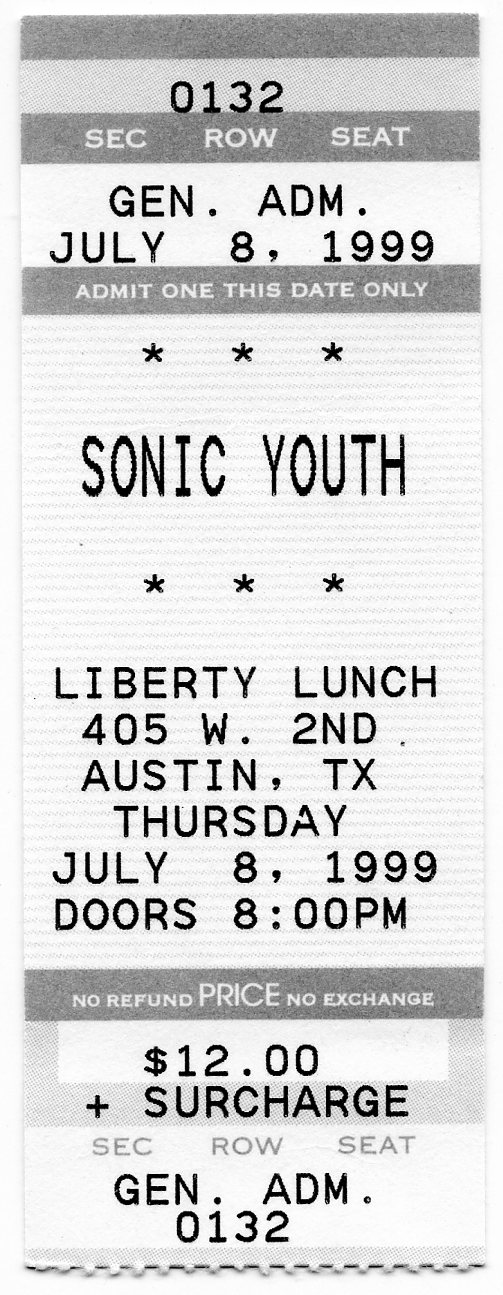 0132
SEC ROW SEAT
GEN. ADM.
JULY 8, 1999
ADMIT ONE THIS DATE ONLY
* * *
SONIC YOUTH
* * *
LIBERTY LUNCH
405 W. 2ND
AUSTIN, TX
THURSDAY
JULY 8, 1999
DOORS 8:00PM
NO REFUND PRICE NO EXCHANGE
$12.00
+ SURCHARGE
SEC ROW SEAT
GEN. ADM.
0132